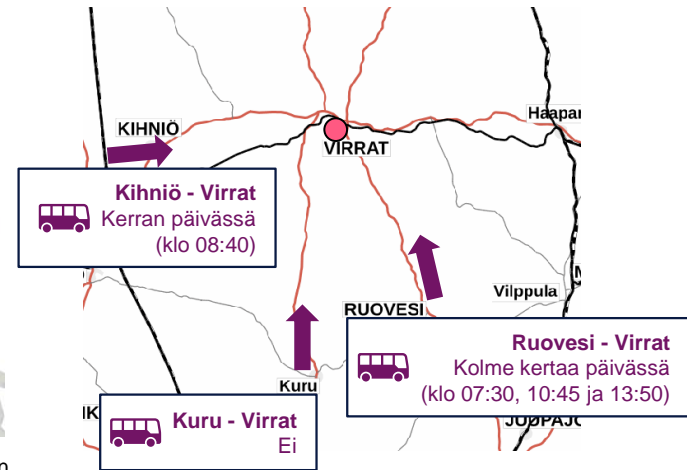 Haapar
KIHNIÖ
VIRRAT
Kihniö - Virrat
Kerran päivässä
(klo 08:40)
Vilppula
RUOVESI
Ruovesi - Virrat
Kolme kertaa päivässä
(klo 07:30, 10:45 ja 13:50)
Kuru
Kuru - Virrat
Ei